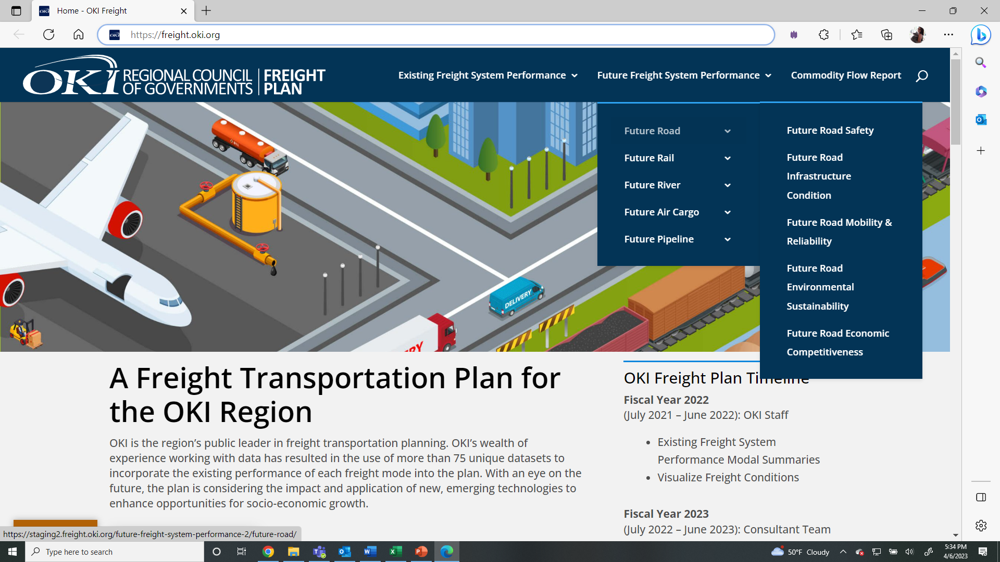 Home - OKI Freight
https://freight.oki.org
OKI REGIONAL COUNCIL OF GOVERNMENTS FREIGHT PLAN
Existing Freight System Performance
Future Freight System Performance
Commodity Flow Report
Future Road
Future Rail
Future River
Future Air Cargo
Future Pipeline
Future Road Safety
Future Road
Infrastructure
Condition
Future Road Mobility &
Reliability
Future Road
Environmental
Sustainability
Future Road Economic
Competitiveness
OIL
DELIVERY
RY
A Freight Transportation Plan for
the OKI Region
OKI is the region’s public leader in freight transportation planning. OKI’s wealth of
experience working with data has resulted in the use of more than 75 unique datasets to
incorporate the existing performance of each freight mode into the plan. With an eye on the
future, the plan is considering the impact and application of new, emerging technologies to
enhance opportunities for socio-economic growth.
OKI Freight Plan Timeline
Fiscal Year 2022
(July 2021 – June 2022): OKI Staff
• Existing Freight System
Performance Modal Summaries
• Visualize Freight Conditions
Fiscal Year 2023
(July 2022 – June 2023): Consultant Team
https://staging2.freight.oki.org/future-freight-system-performance-2/future-road/
Type here to search
50°F Cloudy
5:34 PM
4/6/2023